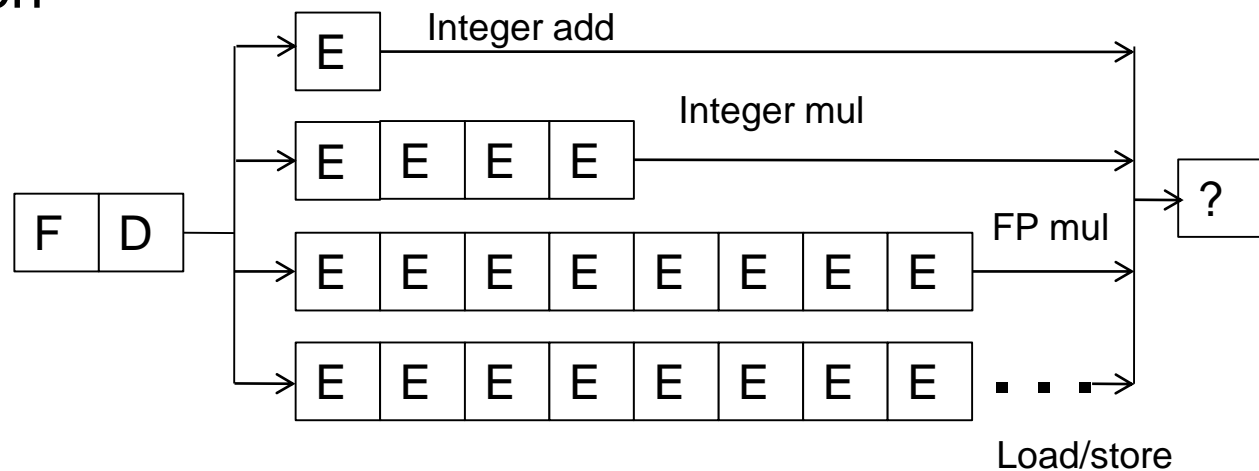 E
Integer add
E E E E
Integer mul
F D
?
E E E E E E E E
FP mul
E E E E E E E E . . .
Load/store